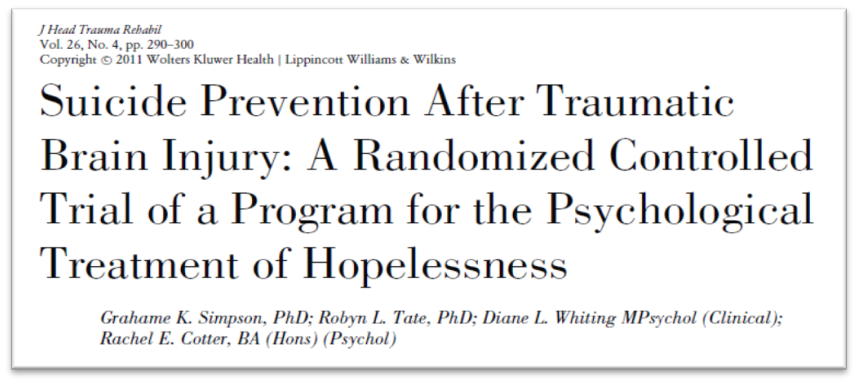 J Head Trauma Rehabil
Vol. 26, No. 4, pp. 290–300
Copyright © 2011 Wolters Kluwer Health | Lippincott Williams & Wilkins
Suicide Prevention After Traumatic
Brain Injury: A Randomized Controlled
Trial of a Program for the Psychological
Treatment of Hopelessness
Grahame K. Simpson, PhD; Robyn L. Tate, PhD; Diane L. Whiting MPsychol (Clinical);
Rachel E. Cotter, BA (Hons) (Psychol)